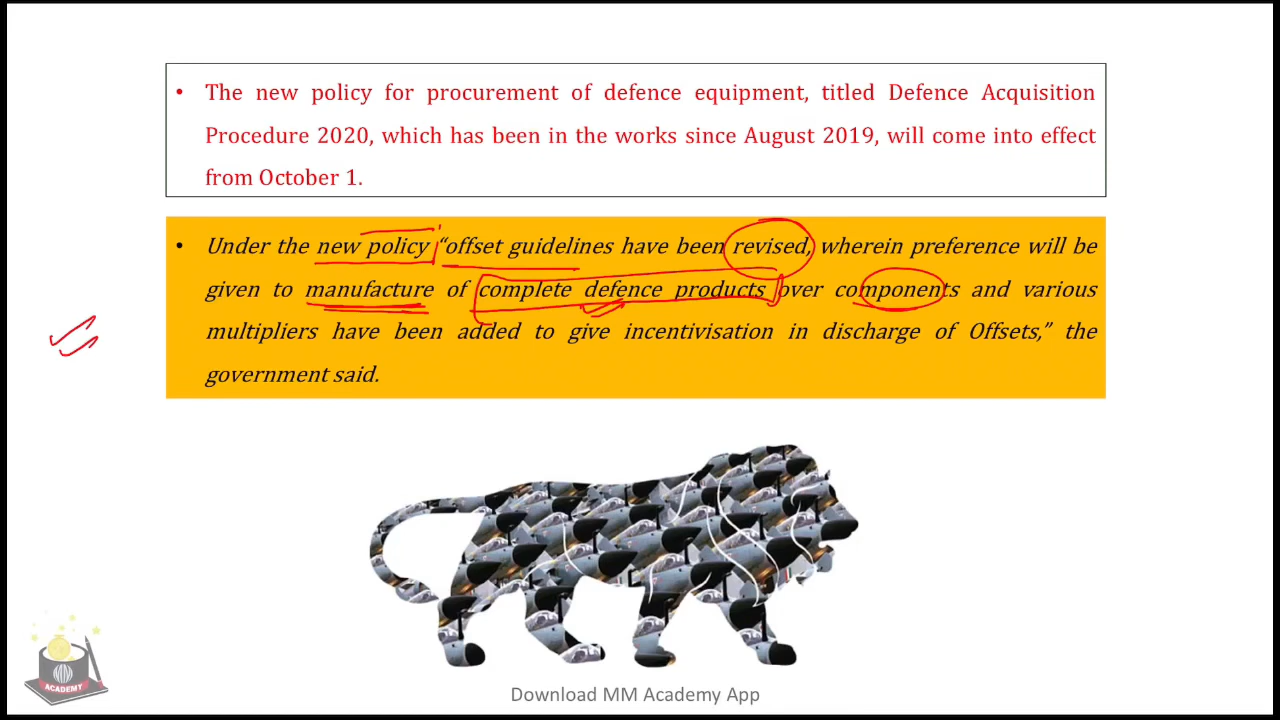 • The new policy for procurement of defence equipment, titled Defence Acquisition
Procedure 2020, which has been in the works since August 2019, will come into effect
from October 1.
• Under the new policy “offset guidelines have been revised, wherein preference will be
given to manufacture of complete defence products over components and various
multipliers have been added to give incentivisation in discharge of Offsets,” the
government said.
ACADEMY
Download MM Academy App